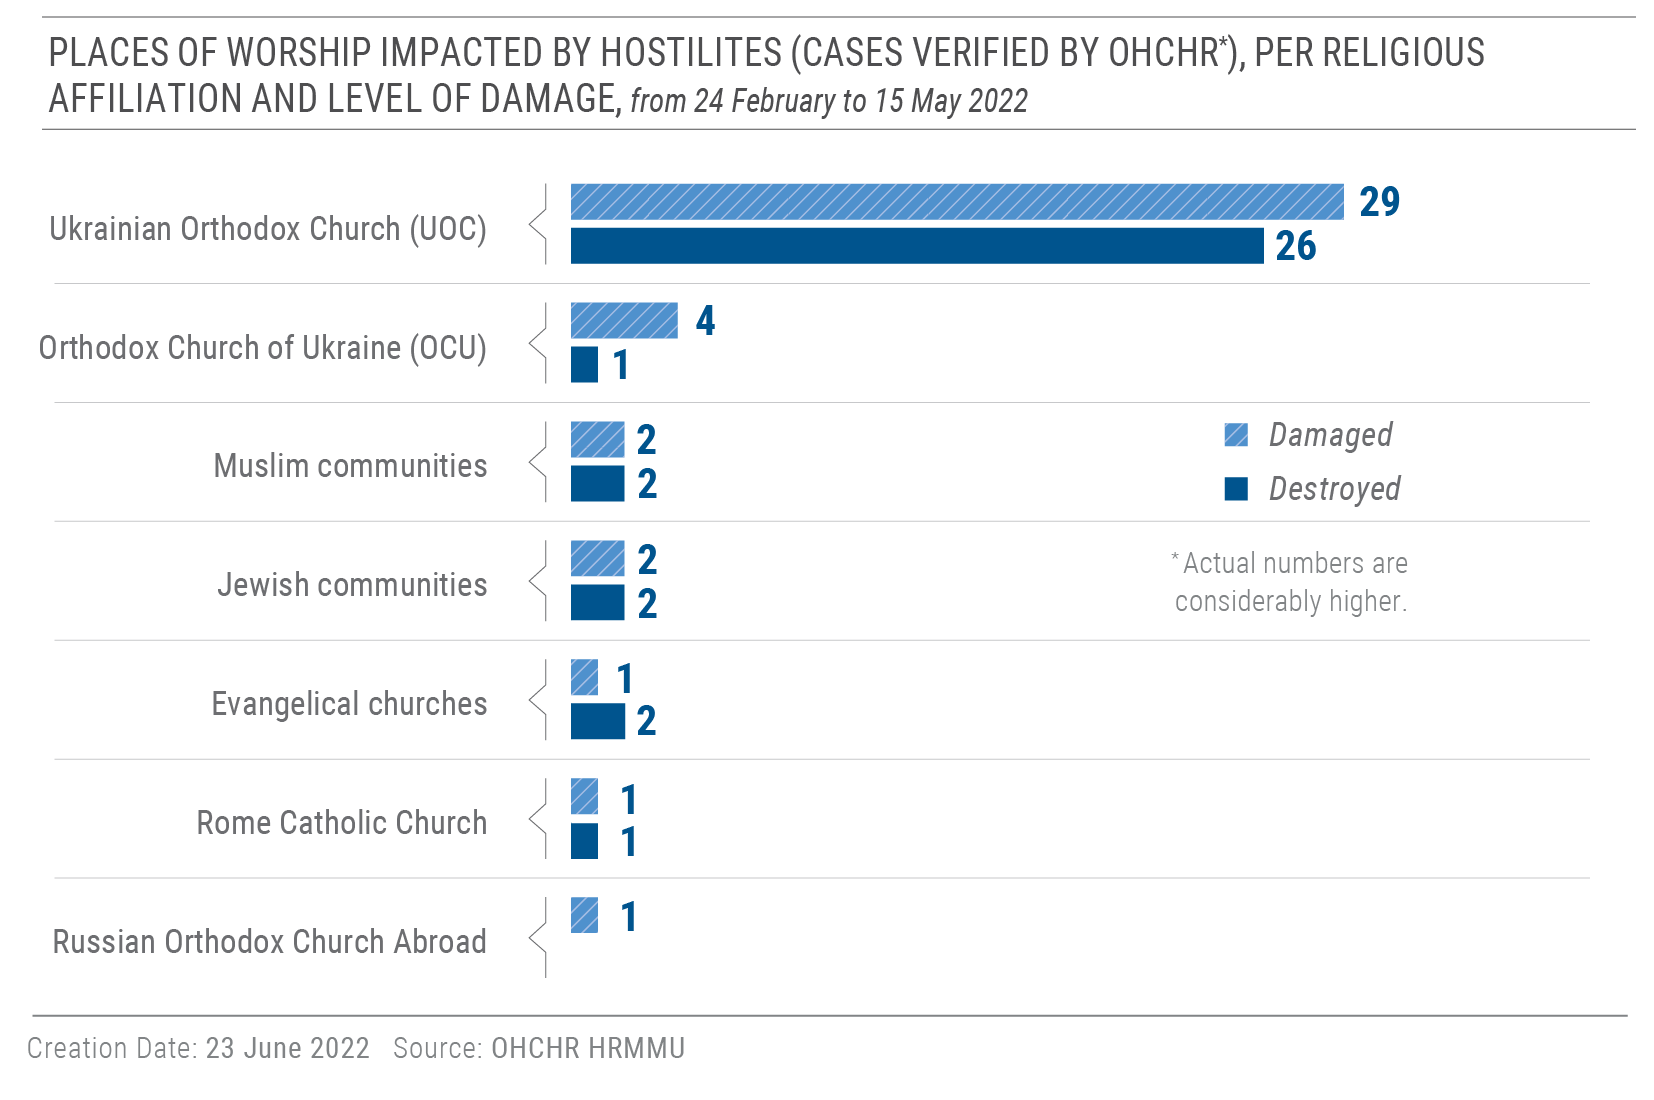 PLACES OF WORSHIP IMPACTED BY HOSTILITES (CASES VERIFIED BY OHCHR*), PER RELIGIOUS
AFFILIATION AND LEVEL OF DAMAGE, from 24 February to 15 May 2022
Ukrainian Orthodox Church (UOC)
29
26
Orthodox Church of Ukraine (OCU)
4
1
Muslim communities
2
2
Damaged
Destroyed
Jewish communities
2
2
*Actual numbers are
considerably higher.
Evangelical churches
1
2
Rome Catholic Church
1
1
Russian Orthodox Church Abroad
1
Creation Date: 23 June 2022 Source: OHCHR HRMMU